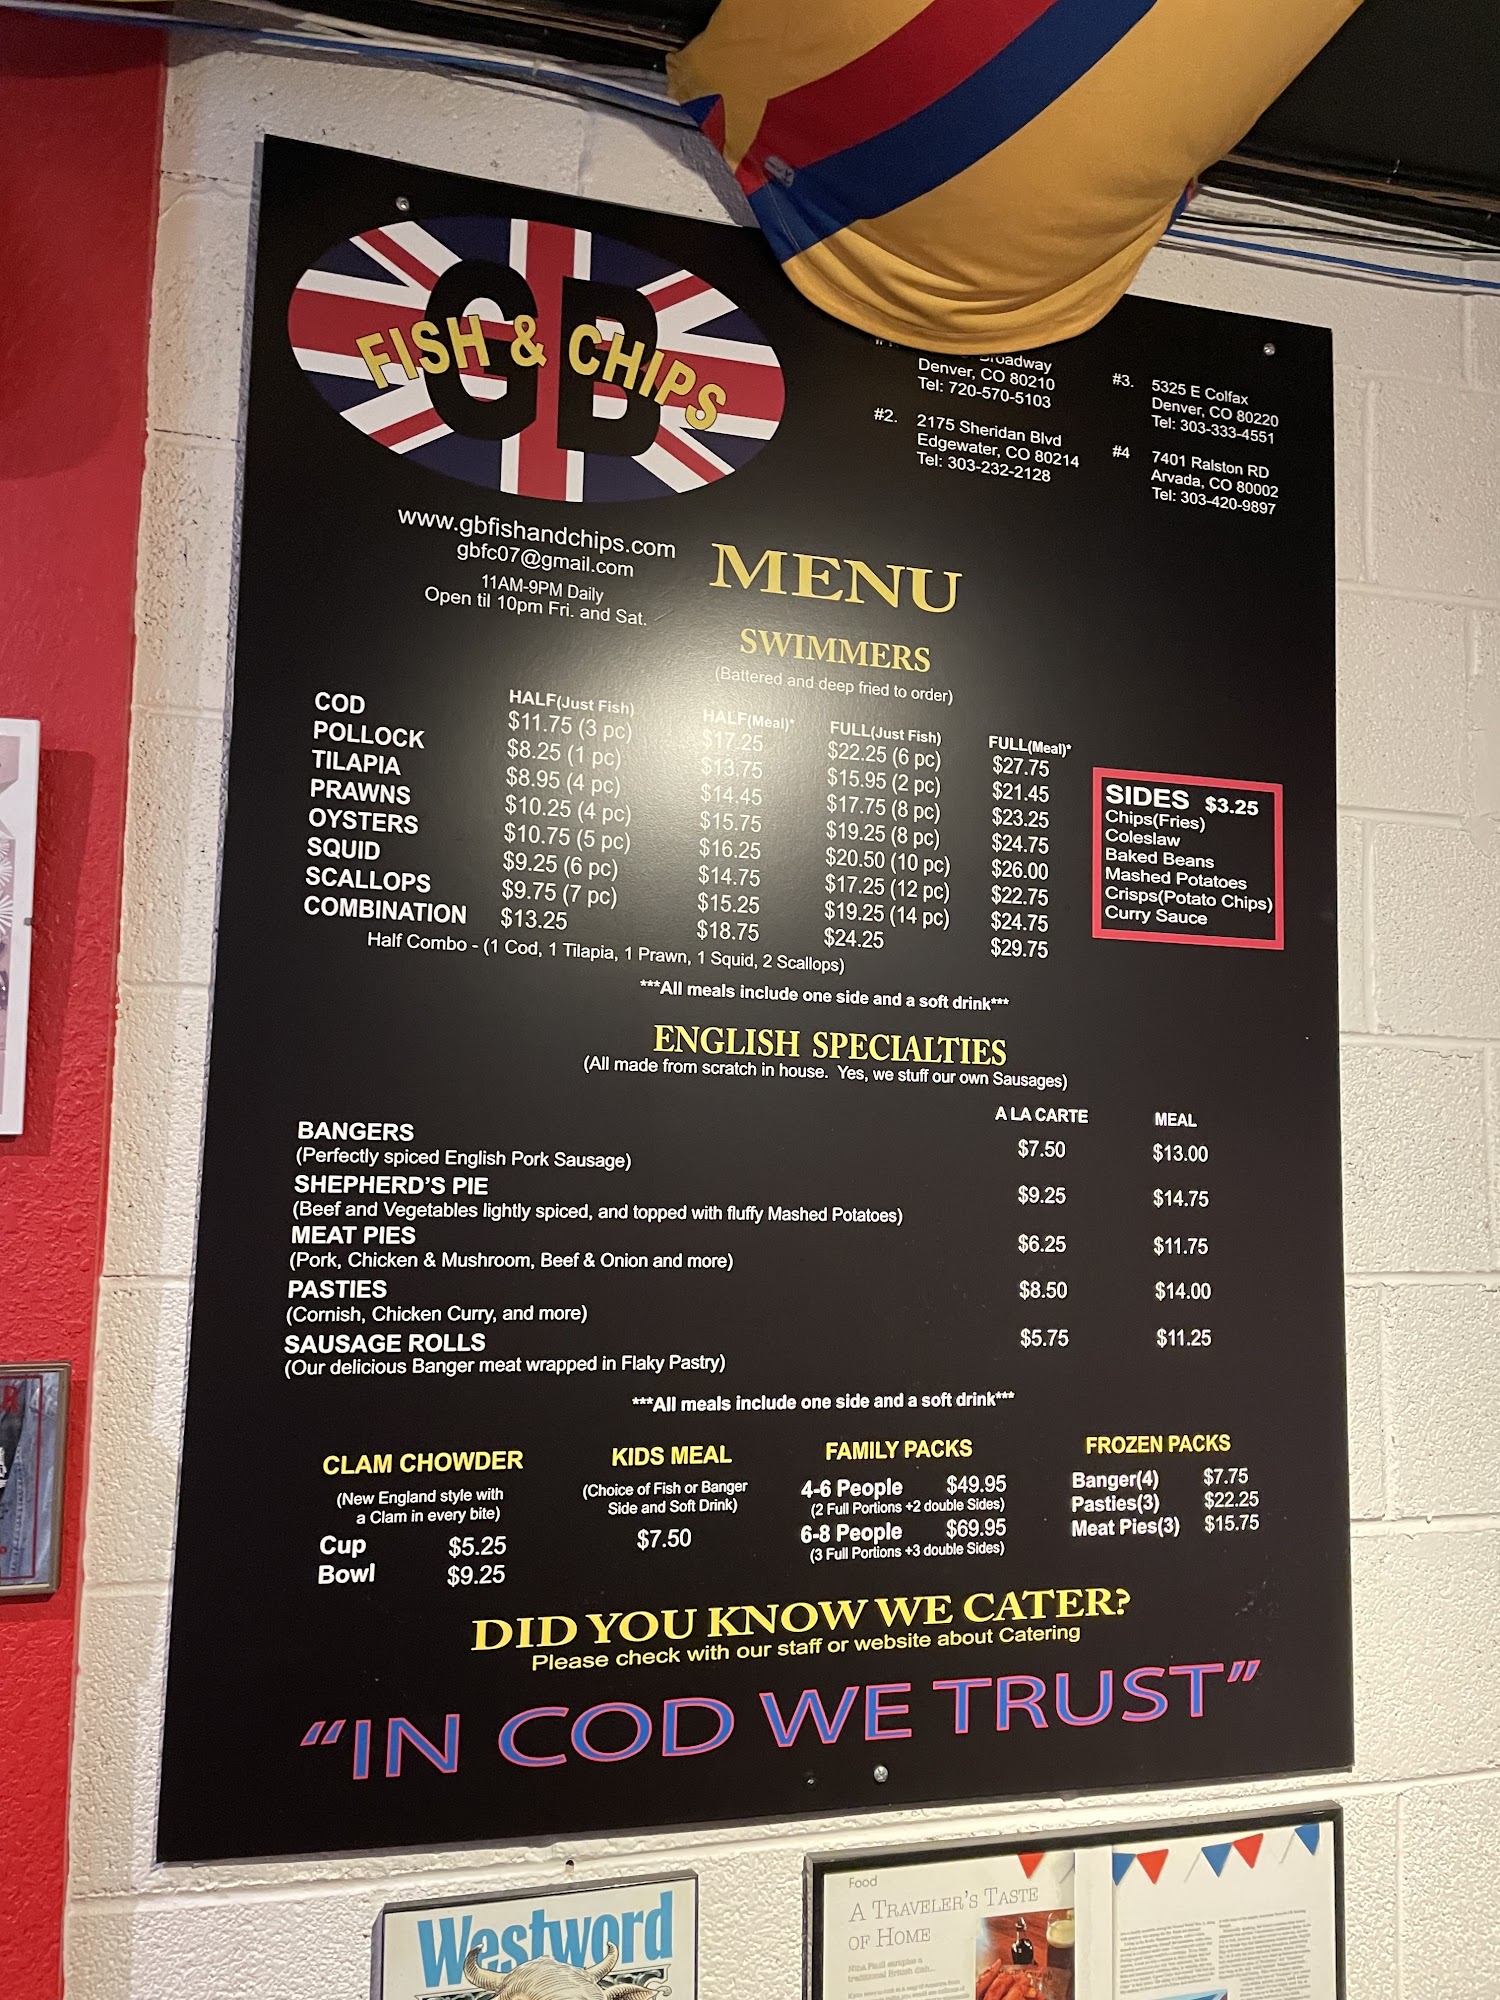 GB
FISH & CHIPS
Denver, CO 80210
Tel: 720-570-5103
#2. 2175 Sheridan Blvd
Edgewater, CO 80214
Tel: 303-232-2128
#3. 5325 E Colfax
Denver, CO 80220
Tel: 303-333-4551
#4 7401 Ralston RD
Arvada, CO 80002
Tel: 303-420-9897
www.gbfishandchips.com
gbfc07@gmail.com
11AM-9PM Daily
Open til 10pm Fri. and Sat.
MENU
SWIMMERS
(Battered and deep fried to order)
HALF(Just Fish) HALF(Meal)* FULL(Just Fish) FULL(Meal)*
COD $11.75 (3 pc) $17.25 $22.25 (6 pc) $27.75
POLLOCK $8.25 (1 pc) $13.75 $15.95 (2 pc) $21.45
TILAPIA $8.95 (4 pc) $14.45 $17.75 (8 pc) $23.25
PRAWNS $10.25 (4 pc) $15.75 $19.25 (8 pc) $24.75
OYSTERS $10.75 (5 pc) $16.25 $20.50 (10 pc) $26.00
SQUID $9.25 (6 pc) $14.75 $17.25 (12 pc) $22.75
SCALLOPS $9.75 (7 pc) $15.25 $19.25 (14 pc) $24.75
COMBINATION $13.25 $18.75 $24.25 $29.75
Half Combo - (1 Cod, 1 Tilapia, 1 Prawn, 1 Squid, 2 Scallops)
SIDES $3.25
Chips(Fries)
Coleslaw
Baked Beans
Mashed Potatoes
Crisps(Potato Chips)
Curry Sauce
***All meals include one side and a soft drink***
ENGLISH SPECIALTIES
(All made from scratch in house. Yes, we stuff our own Sausages)
A LA CARTE MEAL
BANGERS $7.50 $13.00
(Perfectly spiced English Pork Sausage)
SHEPHERD'S PIE $9.25 $14.75
(Beef and Vegetables lightly spiced, and topped with fluffy Mashed Potatoes)
MEAT PIES $6.25 $11.75
(Pork, Chicken & Mushroom, Beef & Onion and more)
PASTIES $8.50 $14.00
(Cornish, Chicken Curry, and more)
SAUSAGE ROLLS $5.75 $11.25
(Our delicious Banger meat wrapped in Flaky Pastry)
***All meals include one side and a soft drink***
CLAM CHOWDER
(New England style with
a Clam in every bite)
Cup $5.25
Bowl $9.25
KIDS MEAL
(Choice of Fish or Banger
Side and Soft Drink)
$7.50
FAMILY PACKS
4-6 People $49.95
(2 Full Portions +2 double Sides)
6-8 People $69.95
(3 Full Portions +3 double Sides)
FROZEN PACKS
Banger(4) $7.75
Pasties(3) $22.25
Meat Pies(3) $15.75
DID YOU KNOW WE CATER?
Please check with our staff or website about Catering
"IN COD WE TRUST"
Westword
Food
A TRAVELER'S TASTE
OF HOME